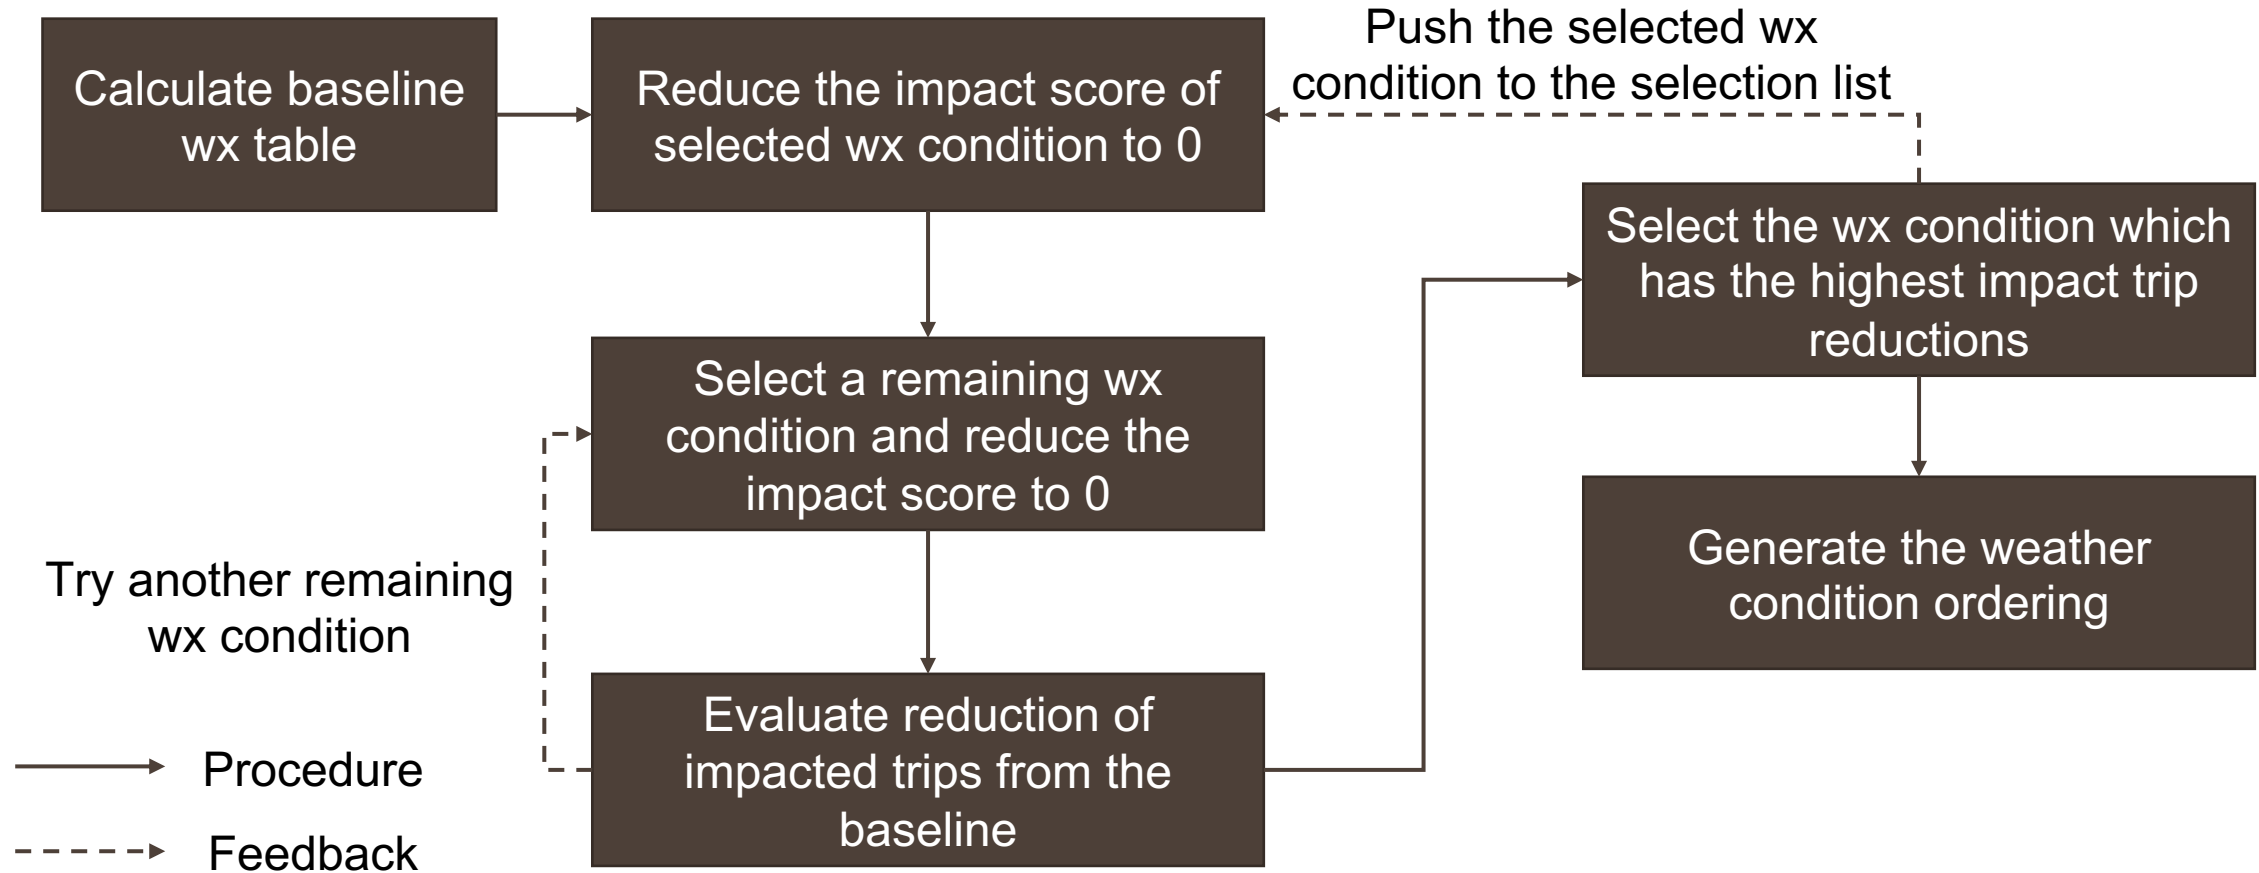 Calculate baseline
wx table
Reduce the impact score of
selected wx condition to 0
Push the selected wx
condition to the selection list
Select the wx condition which
has the highest impact trip
reductions
Select a remaining wx
condition and reduce the
impact score to 0
Generate the weather
condition ordering
Try another remaining
wx condition
Evaluate reduction of
impacted trips from the
baseline
Procedure
Feedback